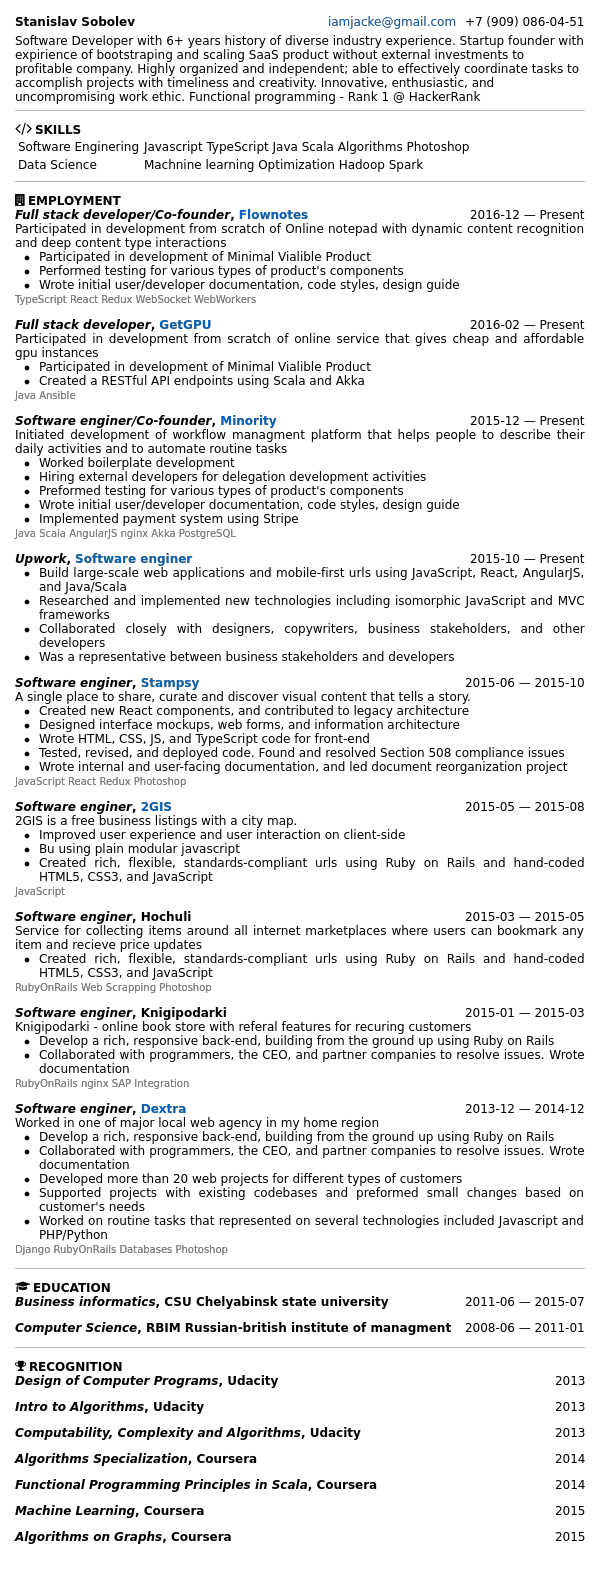 Stanislav Sobolev iamjacke@gmail.com +7 (909) 086-04-51
Software Developer with 6+ years history of diverse industry experience. Startup founder with
expirience of bootstraping and scaling SaaS product without external investments to
profitable company. Highly organized and independent; able to effectively coordinate tasks to
accomplish projects with timeliness and creativity. Innovative, enthusiastic, and
uncompromising work ethic. Functional programming - Rank 1 @ HackerRank
SKILLS
Software Enginering Javascript TypeScript Java Scala Algorithms Photoshop
Data Science Machnine learning Optimization Hadoop Spark
EMPLOYMENT
Full stack developer/Co-founder, Flownotes 2016-12 — Present
Participated in development from scratch of Online notepad with dynamic content recognition
and deep content type interactions
• Participated in development of Minimal Vialible Product
• Performed testing for various types of product's components
• Wrote initial user/developer documentation, code styles, design guide
TypeScript React Redux WebSocket WebWorkers
Full stack developer, GetGPU 2016-02 — Present
Participated in development from scratch of online service that gives cheap and affordable
gpu instances
• Participated in development of Minimal Vialible Product
• Created a RESTful API endpoints using Scala and Akka
Java Ansible
Software enginer/Co-founder, Minority 2015-12 — Present
Initiated development of workflow managment platform that helps people to describe their
daily activities and to automate routine tasks
• Worked boilerplate development
• Hiring external developers for delegation development activities
• Preformed testing for various types of product's components
• Wrote initial user/developer documentation, code styles, design guide
• Implemented payment system using Stripe
Java Scala AngularJS nginx Akka PostgreSQL
Upwork, Software enginer 2015-10 — Present
• Build large-scale web applications and mobile-first urls using JavaScript, React, AngularJS,
and Java/Scala
• Researched and implemented new technologies including isomorphic JavaScript and MVC
frameworks
• Collaborated closely with designers, copywriters, business stakeholders, and other
developers
• Was a representative between business stakeholders and developers
Software enginer, Stampsy 2015-06 — 2015-10
A single place to share, curate and discover visual content that tells a story.
• Created new React components, and contributed to legacy architecture
• Designed interface mockups, web forms, and information architecture
• Wrote HTML, CSS, JS, and TypeScript code for front-end
• Tested, revised, and deployed code. Found and resolved Section 508 compliance issues
• Wrote internal and user-facing documentation, and led document reorganization project
JavaScript React Redux Photoshop
Software enginer, 2GIS 2015-05 — 2015-08
2GIS is a free business listings with a city map.
• Improved user experience and user interaction on client-side
• Bu using plain modular javascript
• Created rich, flexible, standards-compliant urls using Ruby on Rails and hand-coded
HTML5, CSS3, and JavaScript
JavaScript
Software enginer, Hochuli 2015-03 — 2015-05
Service for collecting items around all internet marketplaces where users can bookmark any
item and recieve price updates
• Created rich, flexible, standards-compliant urls using Ruby on Rails and hand-coded
HTML5, CSS3, and JavaScript
RubyOnRails Web Scrapping Photoshop
Software enginer, Knigipodarki 2015-01 — 2015-03
Knigipodarki - online book store with referal features for recuring customers
• Develop a rich, responsive back-end, building from the ground up using Ruby on Rails
• Collaborated with programmers, the CEO, and partner companies to resolve issues. Wrote
documentation
RubyOnRails nginx SAP Integration
Software enginer, Dextra 2013-12 — 2014-12
Worked in one of major local web agency in my home region
• Develop a rich, responsive back-end, building from the ground up using Ruby on Rails
• Collaborated with programmers, the CEO, and partner companies to resolve issues. Wrote
documentation
• Developed more than 20 web projects for different types of customers
• Supported projects with existing codebases and preformed small changes based on
customer's needs
• Worked on routine tasks that represented on several technologies included Javascript and
PHP/Python
Django RubyOnRails Databases Photoshop
EDUCATION
Business informatics, CSU Chelyabinsk state university 2011-06 — 2015-07
Computer Science, RBIM Russian-british institute of managment 2008-06 — 2011-01
RECOGNITION
Design of Computer Programs, Udacity 2013
Intro to Algorithms, Udacity 2013
Computability, Complexity and Algorithms, Udacity 2013
Algorithms Specialization, Coursera 2014
Functional Programming Principles in Scala, Coursera 2014
Machine Learning, Coursera 2015
Algorithms on Graphs, Coursera 2015